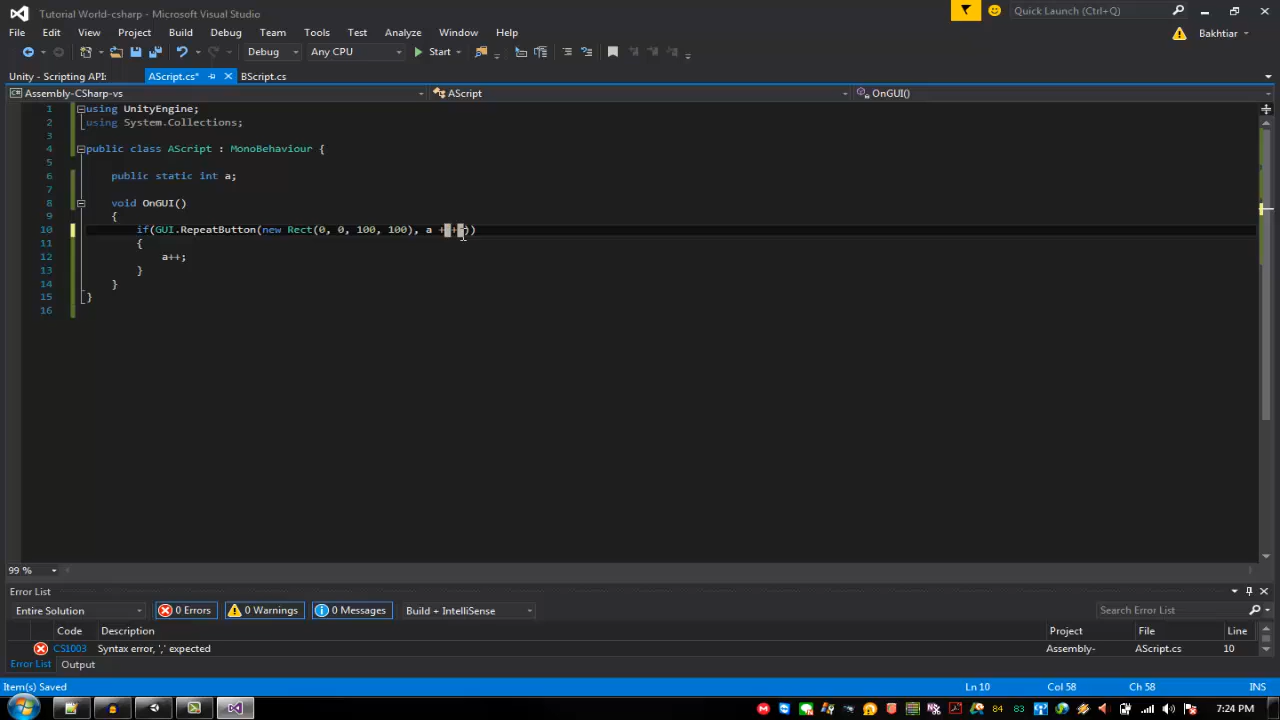 Tutorial World-csharp - Microsoft Visual Studio
Quick Launch (Ctrl+Q)
File Edit View Project Build Debug Team Tools Test Analyze Window Help
Bakhtiar
Debug Any CPU Start
Unity - Scripting API: AScript.cs* BScript.cs
Assembly-CSharp-vs AScript OnGUI()
1 using UnityEngine;
2 using System.Collections;
3
4 public class AScript : MonoBehaviour {
5
6 public static int a;
7
8 void OnGUI()
9 {
10 if(GUI.RepeatButton(new Rect(0, 0, 100, 100), a +
11 {
12 a++;
13 }
14 }
15 }
16
99 %
Error List
Entire Solution 0 Errors 0 Warnings 0 Messages Build + IntelliSense Search Error List
Code Description Project File Line
CS1003 Syntax error, ',' expected Assembly- AScript.cs 10
Error List Output
Item(s) Saved Ln 10 Col 58 Ch 58 INS
84 83 7:24 PM